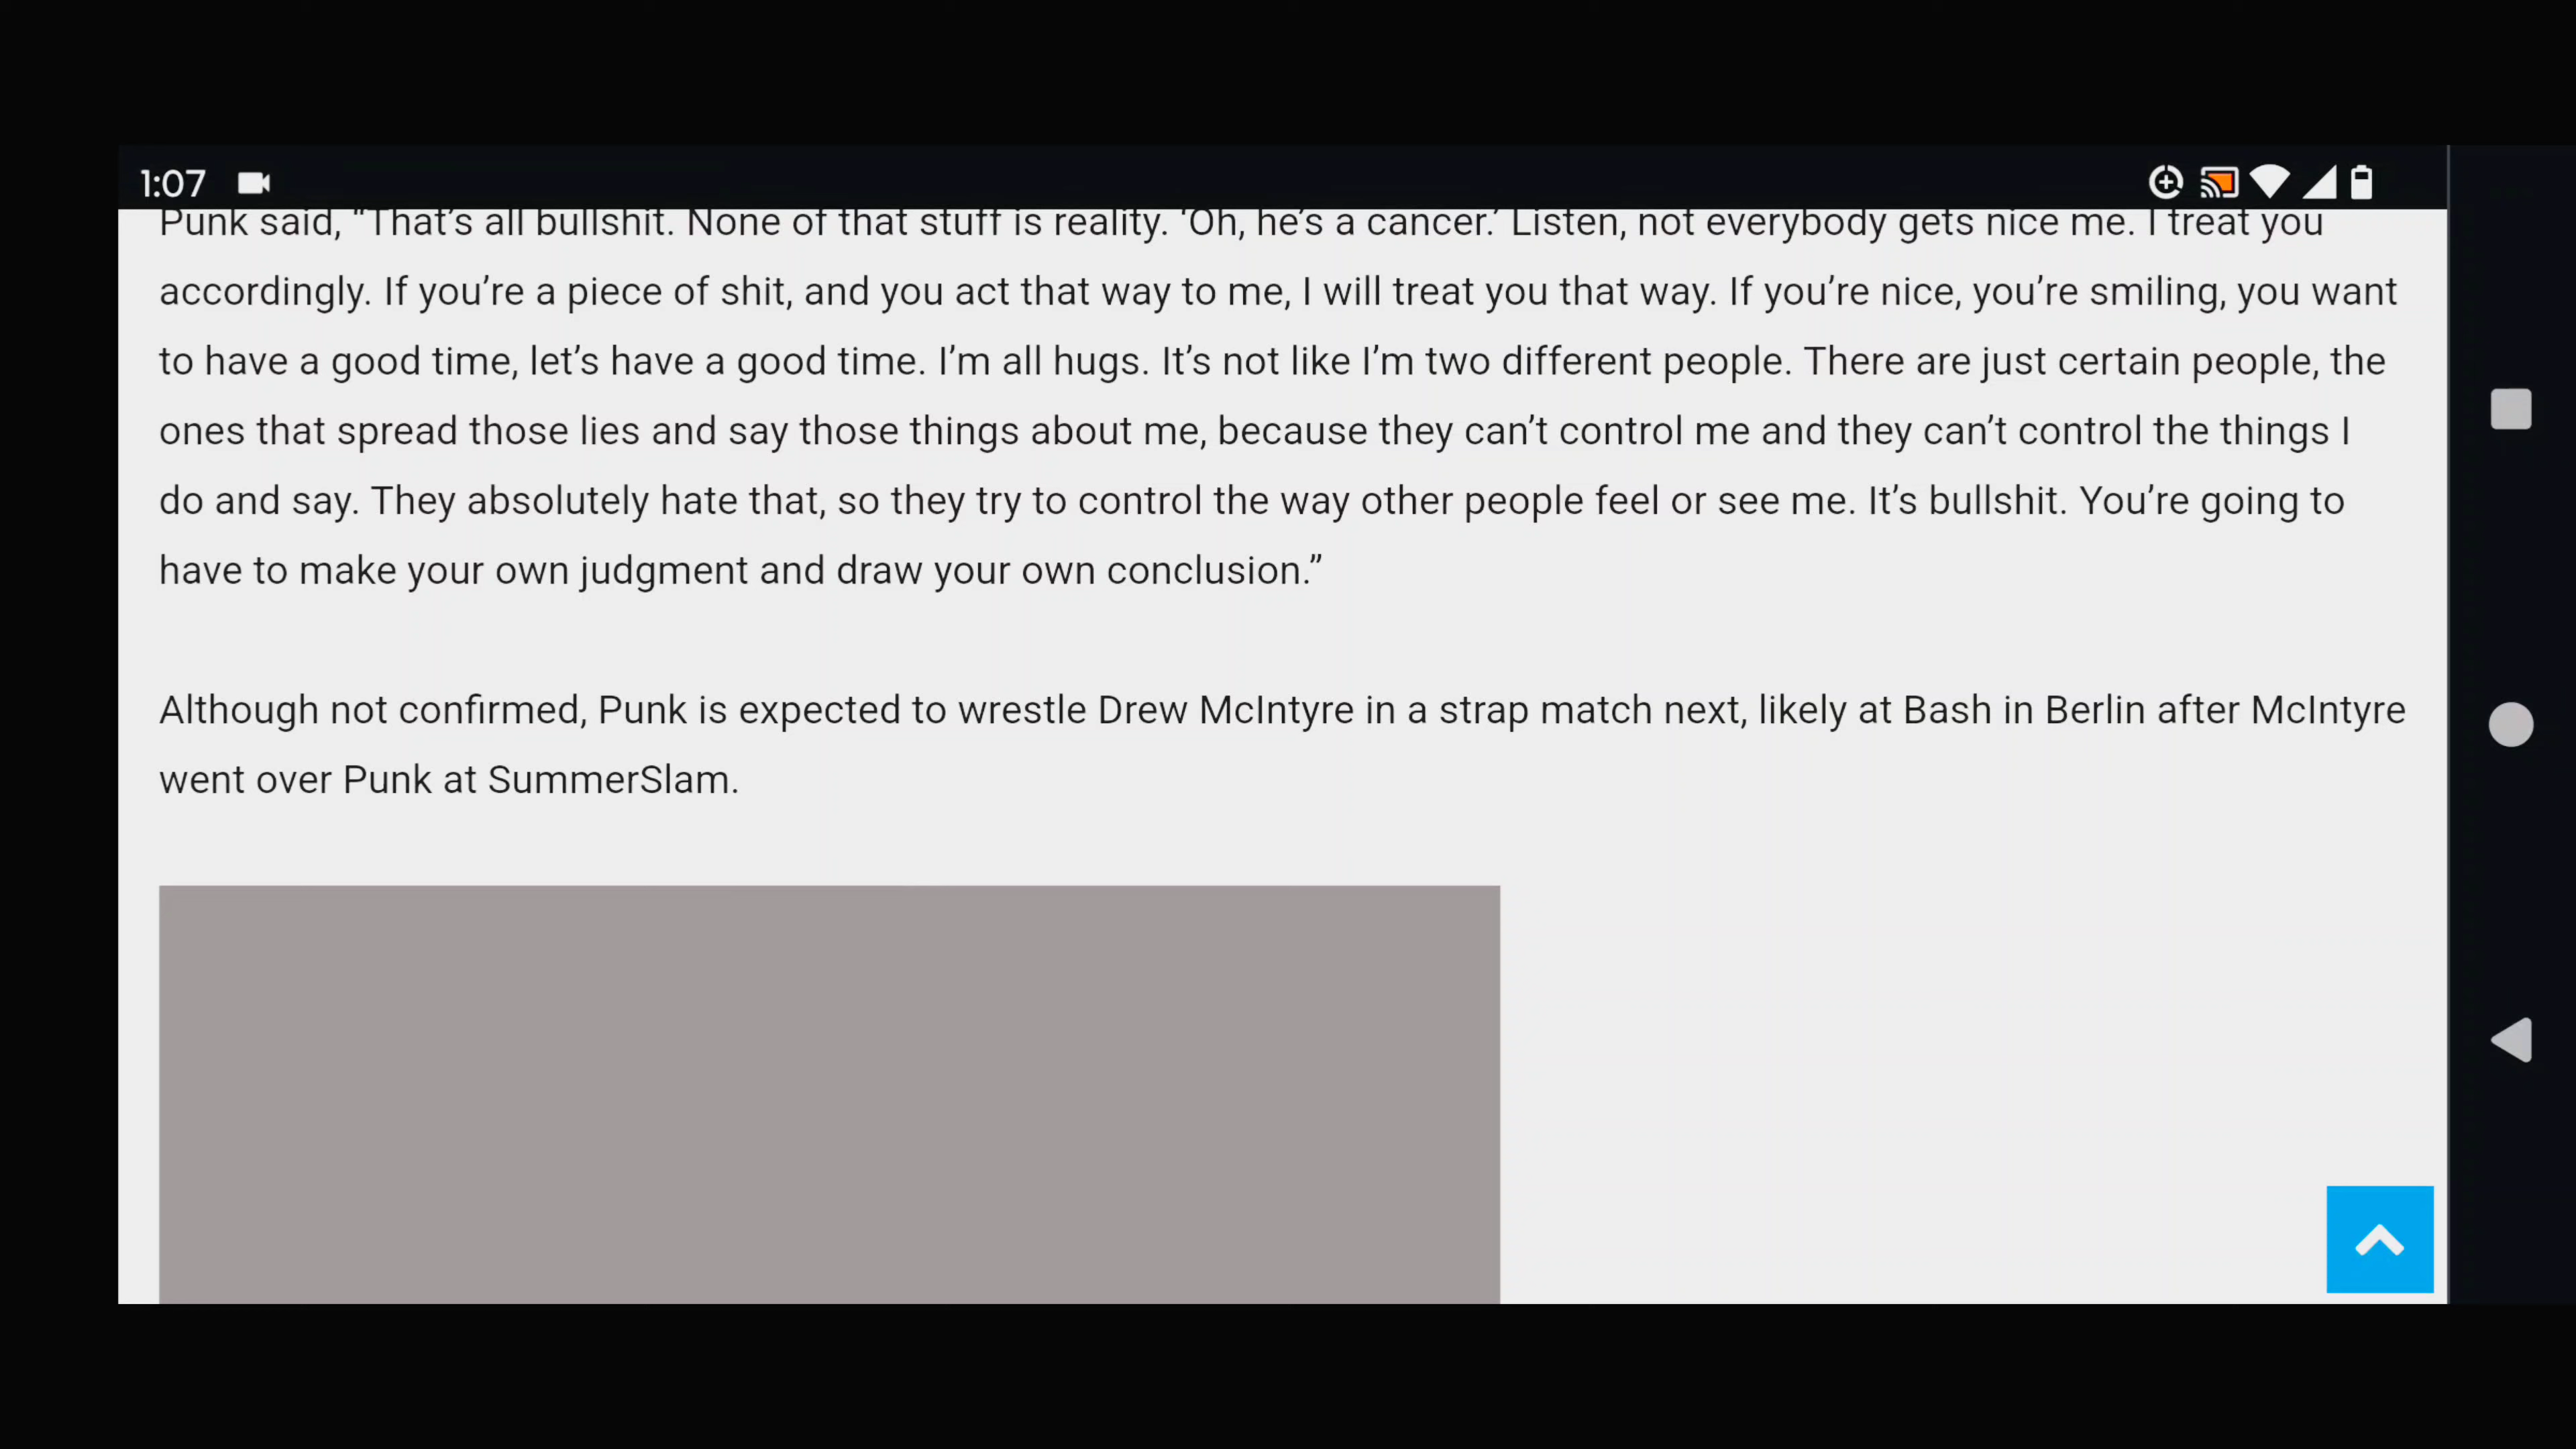 1:07
Punk said, “That’s all bullshit. None of that stuff is reality. ‘Oh, he’s a cancer.’ Listen, not everybody gets nice me. I treat you
accordingly. If you’re a piece of shit, and you act that way to me, I will treat you that way. If you’re nice, you’re smiling, you want
to have a good time, let’s have a good time. I’m all hugs. It’s not like I’m two different people. There are just certain people, the
ones that spread those lies and say those things about me, because they can’t control me and they can’t control the things I
do and say. They absolutely hate that, so they try to control the way other people feel or see me. It’s bullshit. You’re going to
have to make your own judgment and draw your own conclusion.”
Although not confirmed, Punk is expected to wrestle Drew McIntyre in a strap match next, likely at Bash in Berlin after McIntyre
went over Punk at SummerSlam.